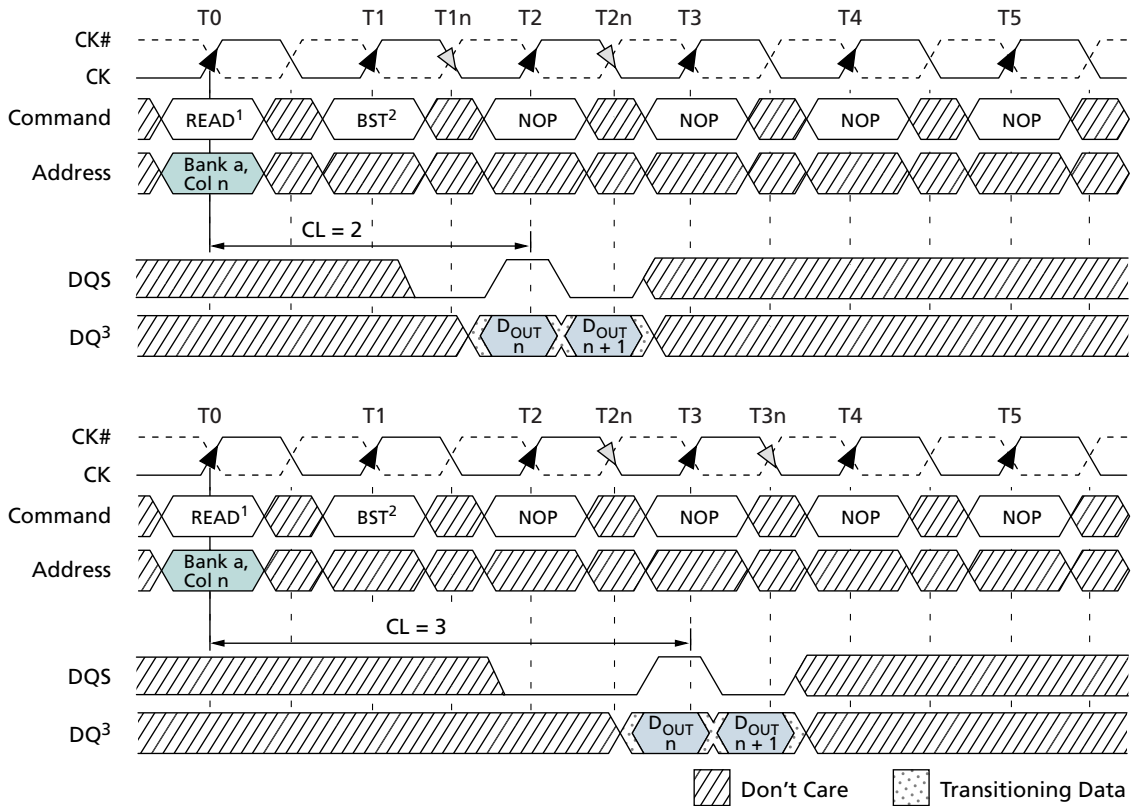 T0 T1 T1n T2 T2n T3 T4 T5
CK#
CK
Command READ¹ BST² NOP NOP NOP NOP
Address Bank a,
Col n
CL = 2
DQS
DQ³ DOUT
n DOUT
n + 1
T0 T1 T2 T2n T3 T3n T4 T5
CK#
CK
Command READ¹ BST² NOP NOP NOP NOP
Address Bank a,
Col n
CL = 3
DQS
DQ³ DOUT
n DOUT
n + 1
Don't Care Transitioning Data